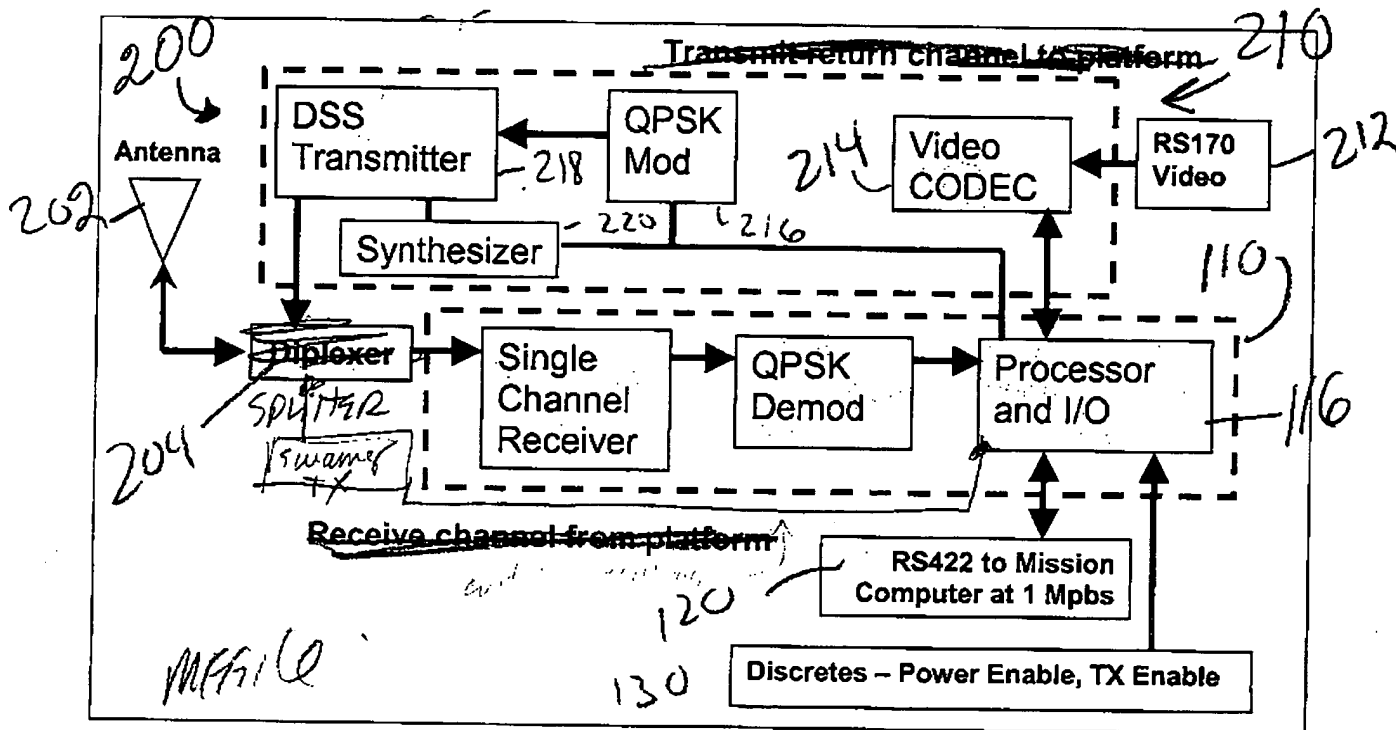 200
Transmit return channel to platform
210
DSS
Transmitter
218
QPSK
Mod
214
Video
CODEC
RS170
Video
212
Antenna
202
Synthesizer
220
216
110
Diplexer
SPLITTER
204
TX
Single
Channel
Receiver
QPSK
Demod
Processor
and I/O
116
Receive channel from platform
120
RS422 to Mission
Computer at 1 Mpbs
130
Discretes – Power Enable, TX Enable